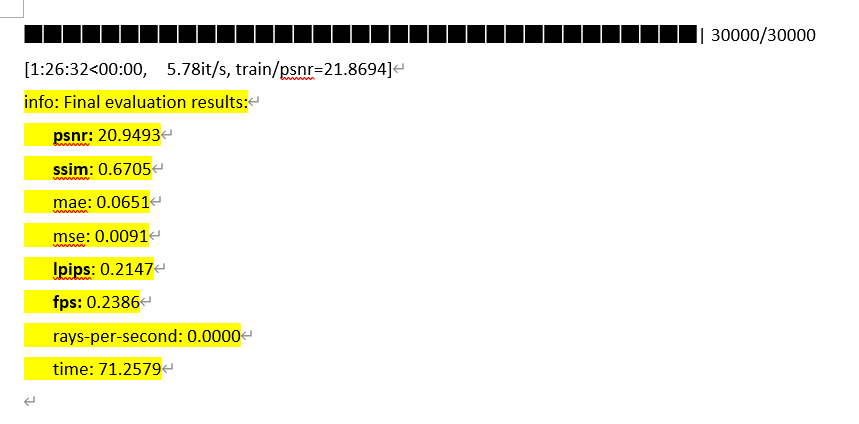 | 30000/30000
[1:26:32<00:00, 5.78it/s, train/psnr=21.8694]
info: Final evaluation results:
psnr: 20.9493
ssim: 0.6705
mae: 0.0651
mse: 0.0091
lpips: 0.2147
fps: 0.2386
rays-per-second: 0.0000
time: 71.2579